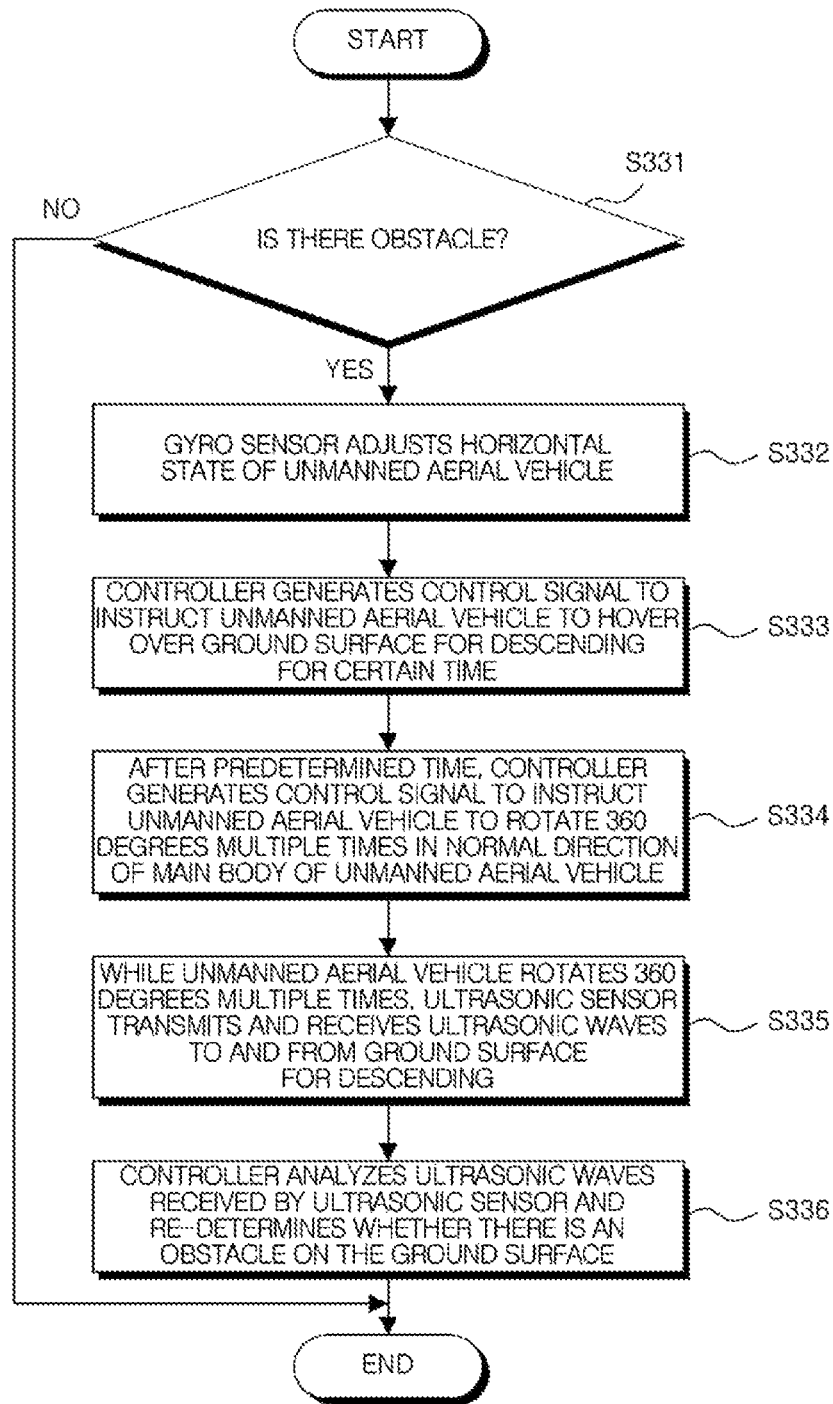 START
S331
NO
IS THERE OBSTACLE?
YES
GYRO SENSOR ADJUSTS HORIZONTAL
STATE OF UNMANNED AERIAL VEHICLE
S332
CONTROLLER GENERATES CONTROL SIGNAL TO
INSTRUCT UNMANNED AERIAL VEHICLE TO HOVER
OVER GROUND SURFACE FOR DESCENDING
FOR CERTAIN TIME
S333
AFTER PREDETERMINED TIME, CONTROLLER
GENERATES CONTROL SIGNAL TO INSTRUCT
UNMANNED AERIAL VEHICLE TO ROTATE 360
DEGREES MULTIPLE TIMES IN NORMAL DIRECTION
OF MAIN BODY OF UNMANNED AERIAL VEHICLE
S334
WHILE UNMANNED AERIAL VEHICLE ROTATES 360
DEGREES MULTIPLE TIMES, ULTRASONIC SENSOR
TRANSMITS AND RECEIVES ULTRASONIC WAVES
TO AND FROM GROUND SURFACE
FOR DESCENDING
S335
CONTROLLER ANALYZES ULTRASONIC WAVES
RECEIVED BY ULTRASONIC SENSOR AND
RE-DETERMINES WHETHER THERE IS AN
OBSTACLE ON THE GROUND SURFACE
S336
END